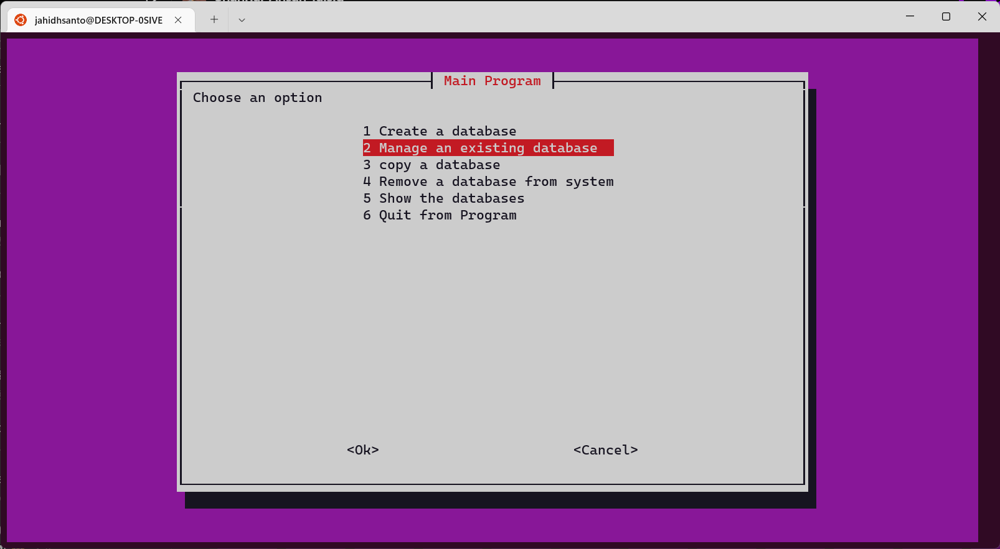 jahidhsanto@DESKTOP-0SIVE
Main Program
Choose an option
1 Create a database
2 Manage an existing database
3 copy a database
4 Remove a database from system
5 Show the databases
6 Quit from Program
<Ok> <Cancel>